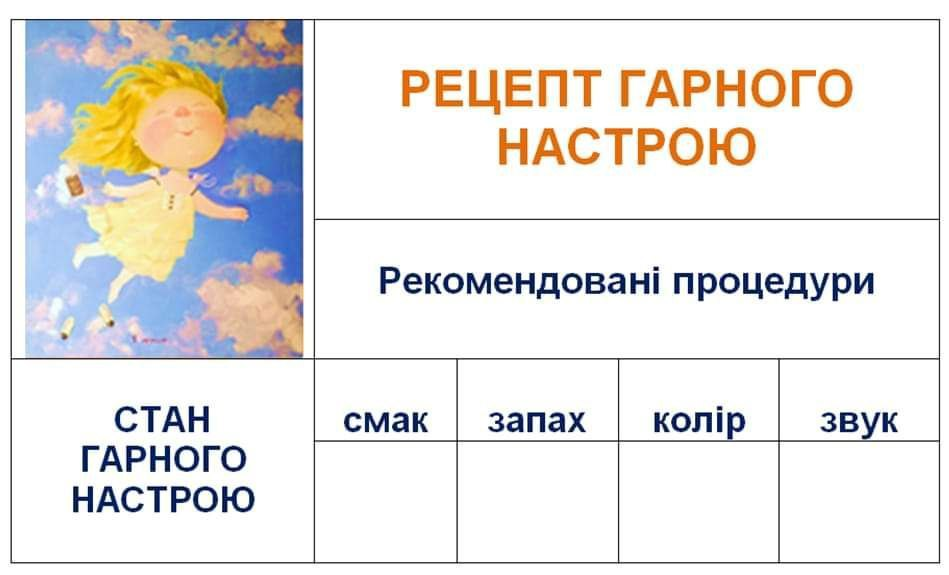 РЕЦЕПТ ГАРНОГО
НАСТРОЮ
Рекомендовані процедури
СТАН
ГАРНОГО
НАСТРОЮ
смак запах колір звук